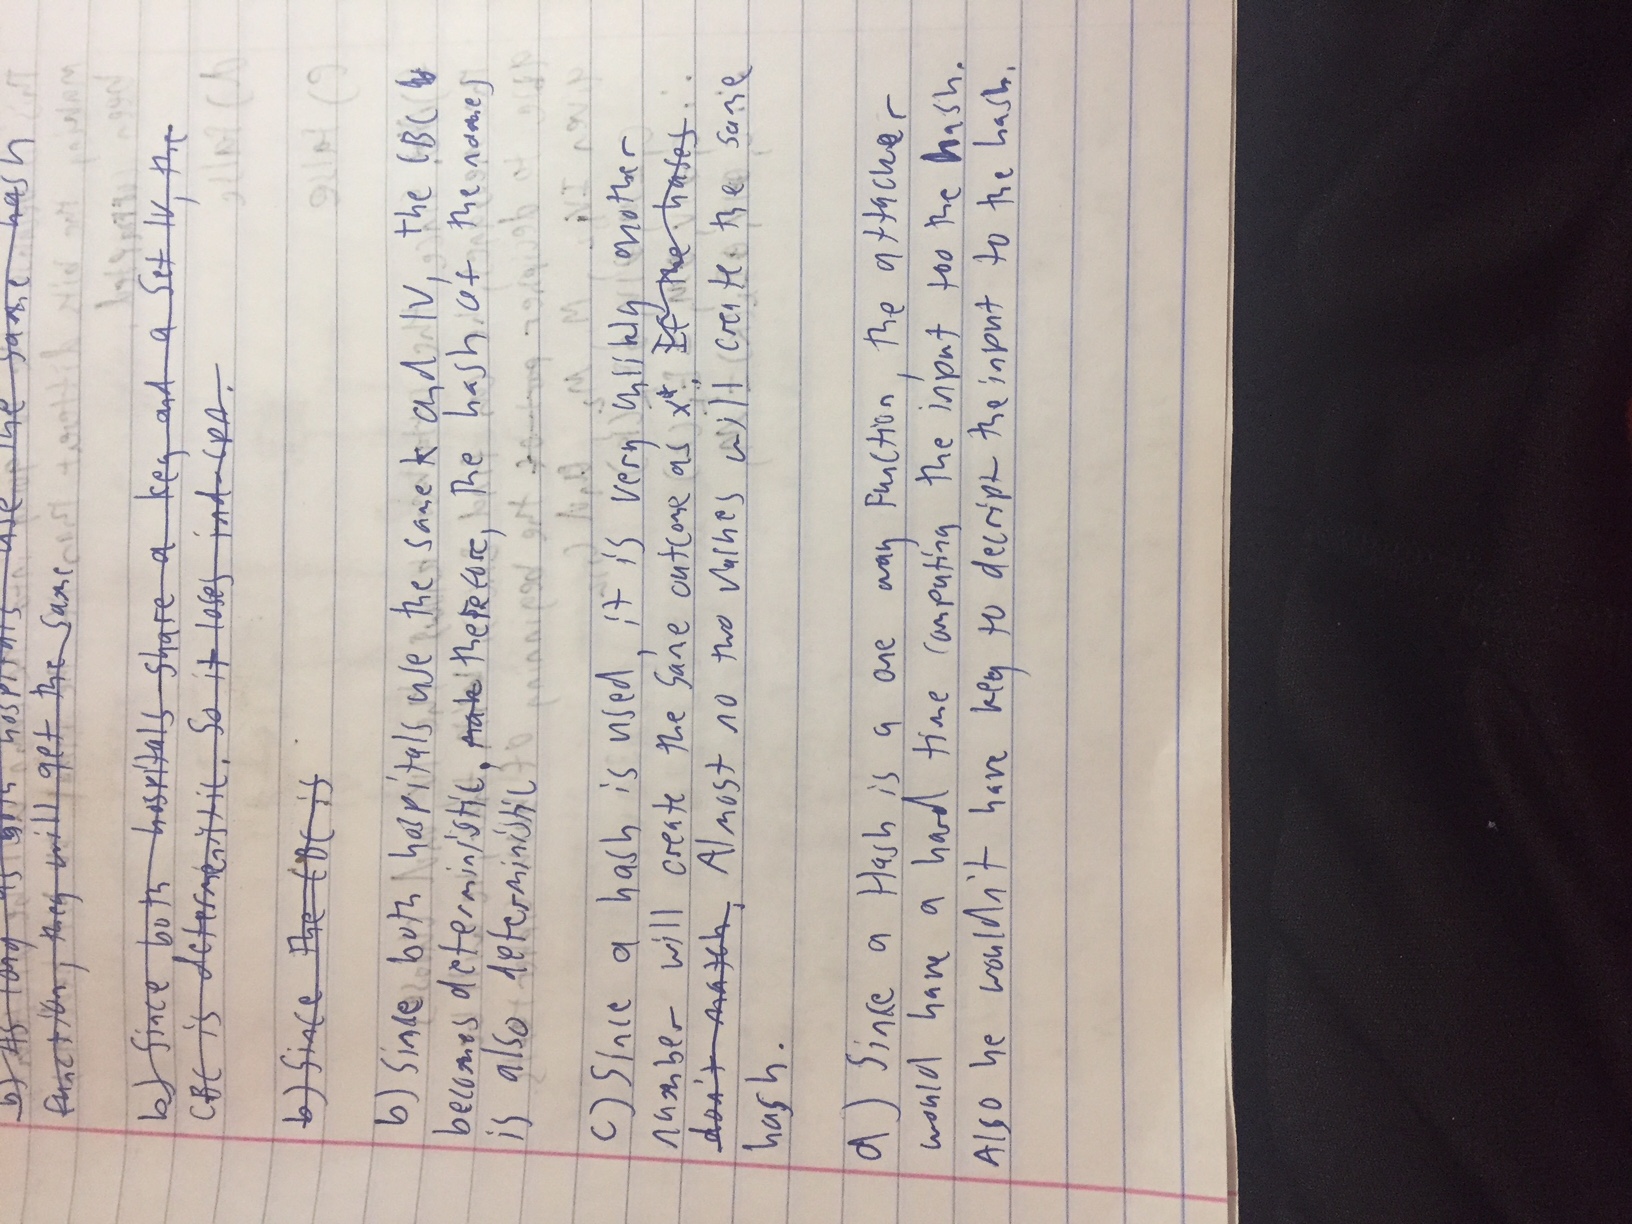 b) As long as both hospitals use the same hash
function, they will get the same
b) Since both hospitals share a key and a set IV, the
CBC is deterministic. So it loses ind-cpa.
b) Since the CBC is
b) Since both hospitals use the same k and IV, the CBC
becomes deterministic, therefore, the hash of the names
is also deterministic
c) Since a hash is used, it is very unlikly another
number will create the same outcome as x*. If the hases
don't match, Almost no two values will create the same
hash.
d) Since a Hash is a one way function, the attacker
would have a hard time computing the input too the hash.
Also he wouldn't have key to decript the input to the hash.